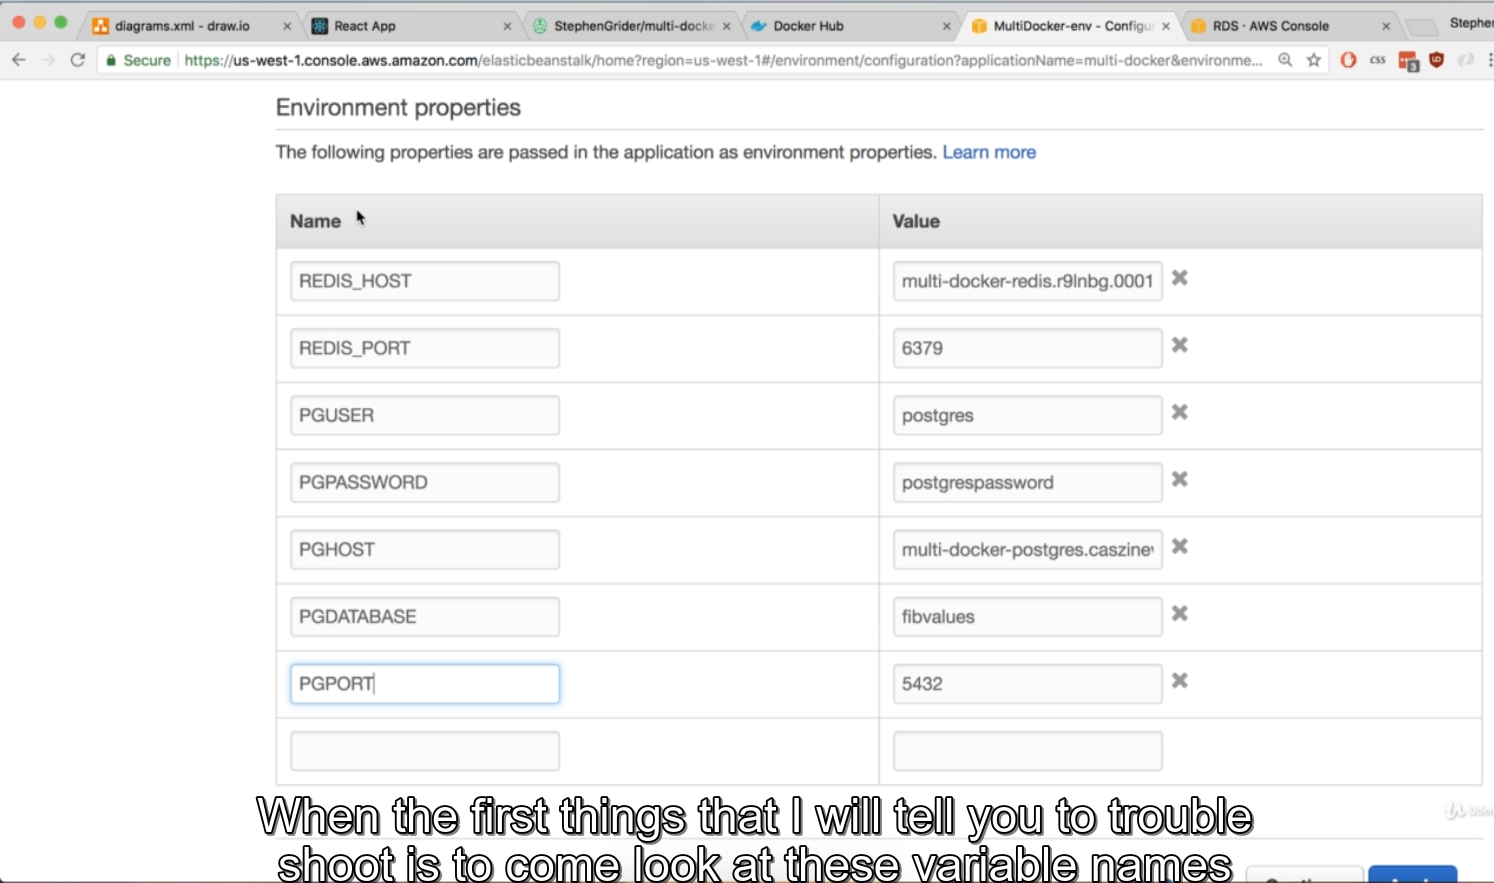 diagrams.xml - draw.io
React App
StephenGrider/multi-docke
Docker Hub
MultiDocker-env - Configur
RDS · AWS Console
Stephen
Secure https://us-west-1.console.aws.amazon.com/elasticbeanstalk/home?region=us-west-1#/environment/configuration?applicationName=multi-docker&environme...
css
3
Environment properties
The following properties are passed in the application as environment properties. Learn more
Name Value
REDIS_HOST multi-docker-redis.r9lnbg.0001
REDIS_PORT 6379
PGUSER postgres
PGPASSWORD postgrespassword
PGHOST multi-docker-postgres.caszine
PGDATABASE fibvalues
PGPORT 5432
When the first things that I will tell you to trouble
shoot is to come look at these variable names